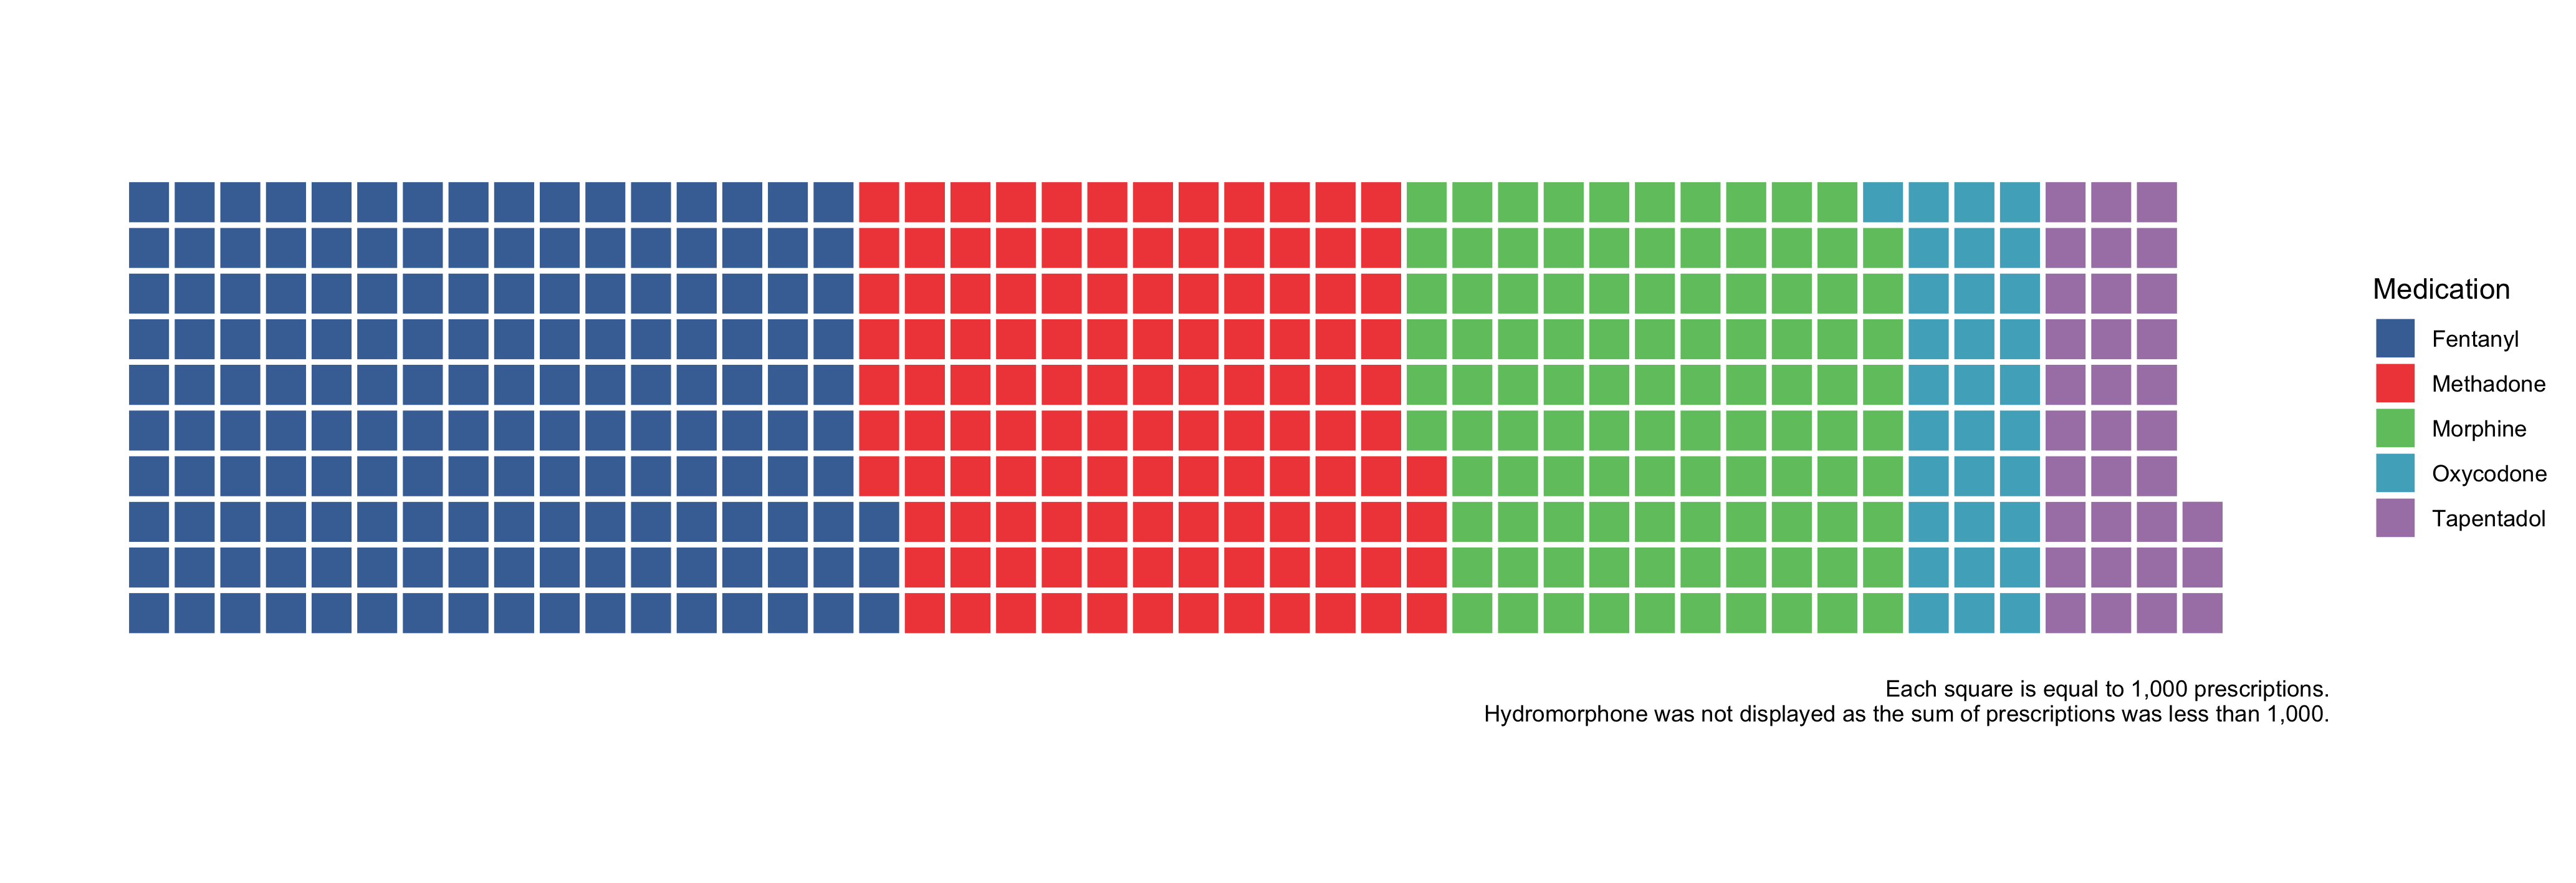 Medication
Fentanyl
Methadone
Morphine
Oxycodone
Tapentadol
Each square is equal to 1,000 prescriptions.
Hydromorphone was not displayed as the sum of prescriptions was less than 1,000.